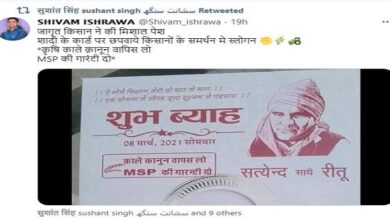 सुशांत सिंह sushant singh سشانت سنگھ Retweeted
SHIVAM ISHRAWA @Shivam_ishrawa · 19h
जागृत किसान ने की मिशाल पेश
शादी के कार्ड पर छपवाये किसानों के समर्थन मे स्लोगन
*कृषि काले क़ानून वापिस लो
MSP की गारेंटी दो*
शुभ ब्याह
08 मार्च, 2021 सोमवार
काले कानून वापस लो
MSP की गारन्टी दो
सत्येन्द्र साथै रीतू
सुशांत सिंह sushant singh سشانت سنگھ and 9 others